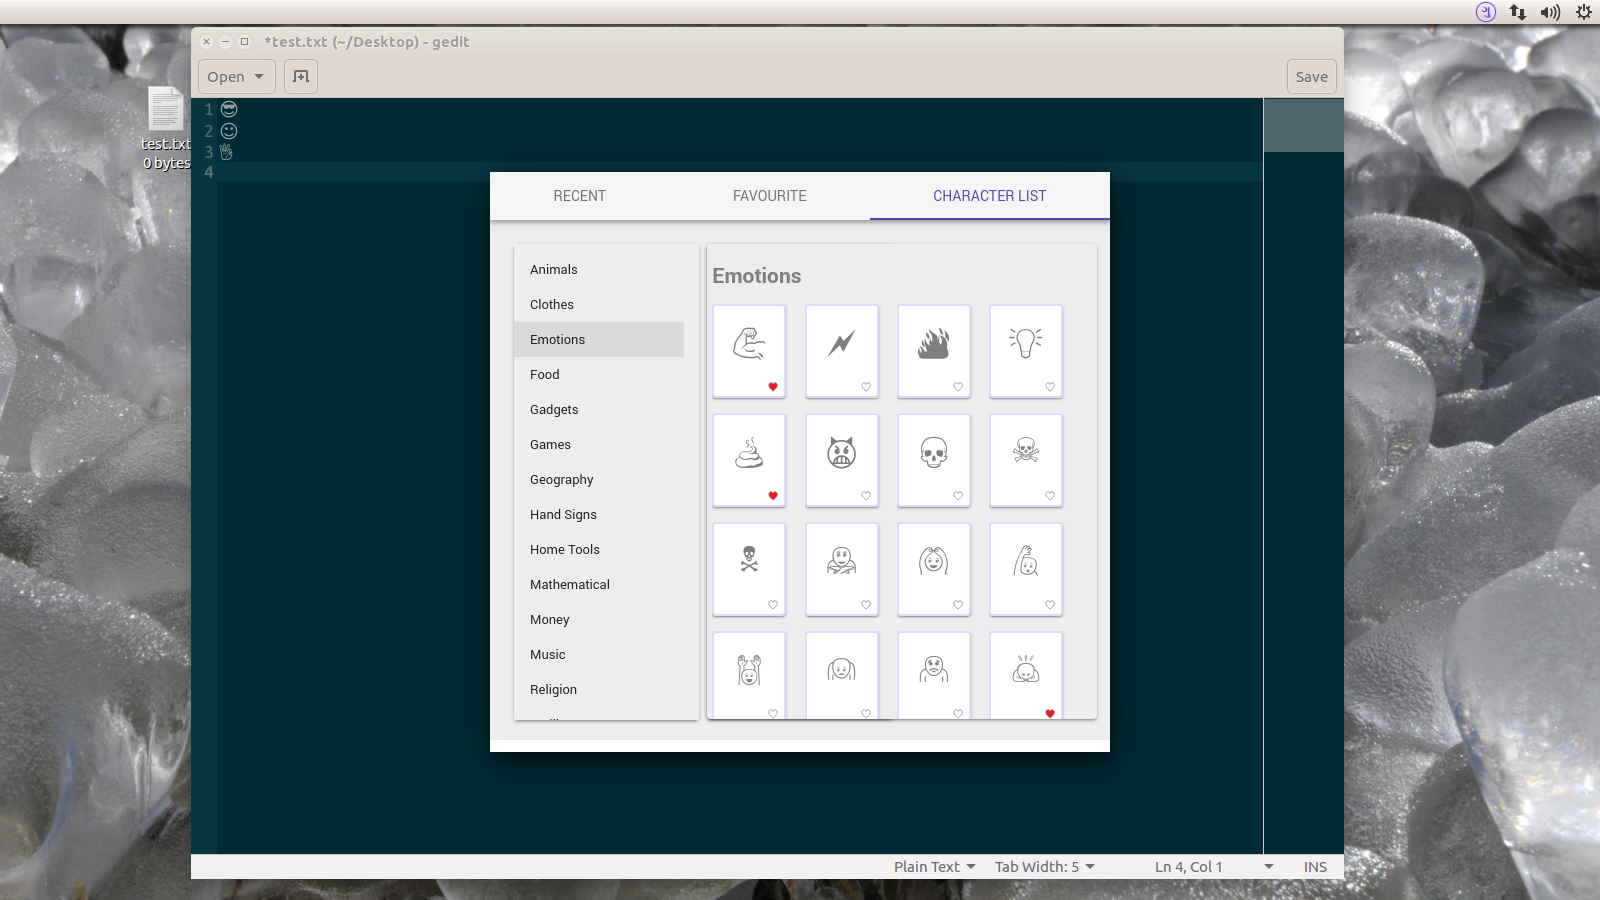 *test.txt (~/Desktop) - gedit
Open
Save
test.txt
0 bytes
1 😎
2 🙂
3 👌
4
RECENT FAVOURITE CHARACTER LIST
Animals
Clothes
Emotions
Food
Gadgets
Games
Geography
Hand Signs
Home Tools
Mathematical
Money
Music
Religion
Emotions
Plain Text Tab Width: 5 Ln 4, Col 1 INS